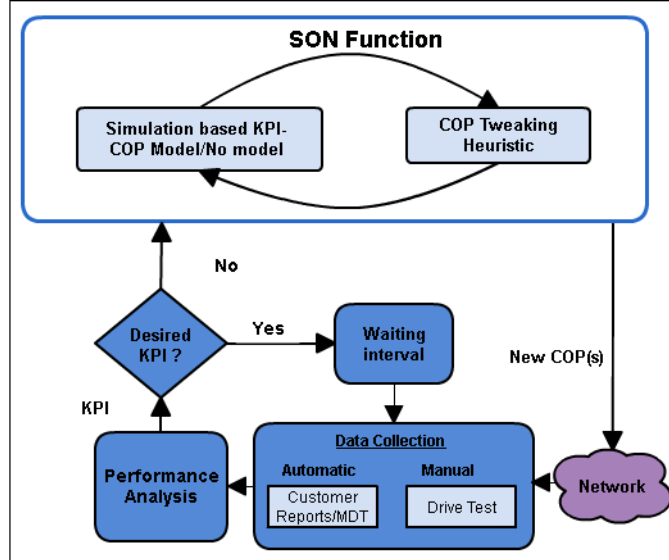 SON Function
Simulation based KPI-
COP Model/No model
COP Tweaking
Heuristic
No
Desired
KPI ?
Yes
Waiting
interval
New COP(s)
KPI
Performance
Analysis
Data Collection
Automatic
Manual
Customer
Reports/MDT
Drive Test
Network